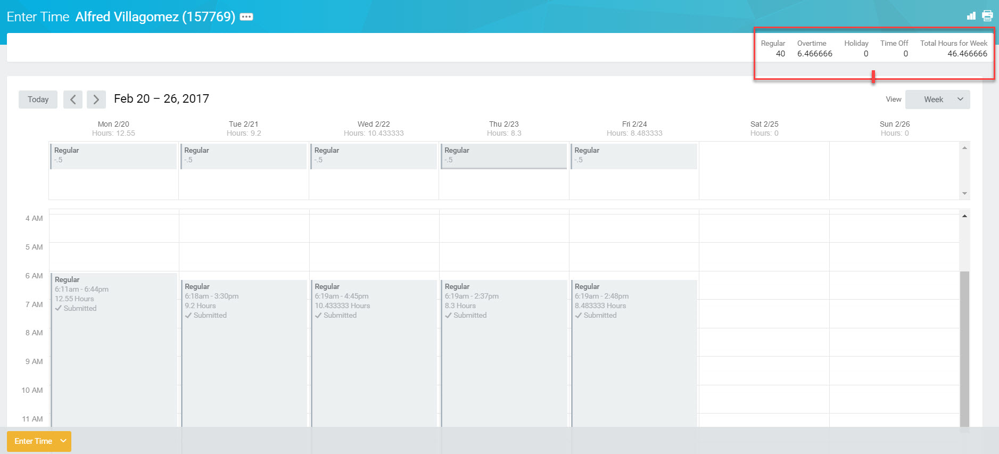 Enter Time Alfred Villagomez (157769)
Regular Overtime Holiday Time Off Total Hours for Week
40 6.466666 0 0 46.466666
Today Feb 20 – 26, 2017 View Week
Mon 2/20 Tue 2/21 Wed 2/22 Thu 2/23 Fri 2/24 Sat 2/25 Sun 2/26
Hours: 12.55 Hours: 9.2 Hours: 10.433333 Hours: 8.3 Hours: 8.483333 Hours: 0 Hours: 0
Regular Regular Regular Regular Regular
-.5 -.5 -.5 -.5 -.5
4 AM
5 AM
6 AM
7 AM
8 AM
9 AM
10 AM
11 AM
Regular
6:11am - 6:44pm
12.55 Hours
Submitted
Regular
6:18am - 3:30pm
9.2 Hours
Submitted
Regular
6:19am - 4:45pm
10.433333 Hours
Submitted
Regular
6:19am - 2:37pm
8.3 Hours
Submitted
Regular
6:19am - 2:48pm
8.483333 Hours
Submitted
Enter Time